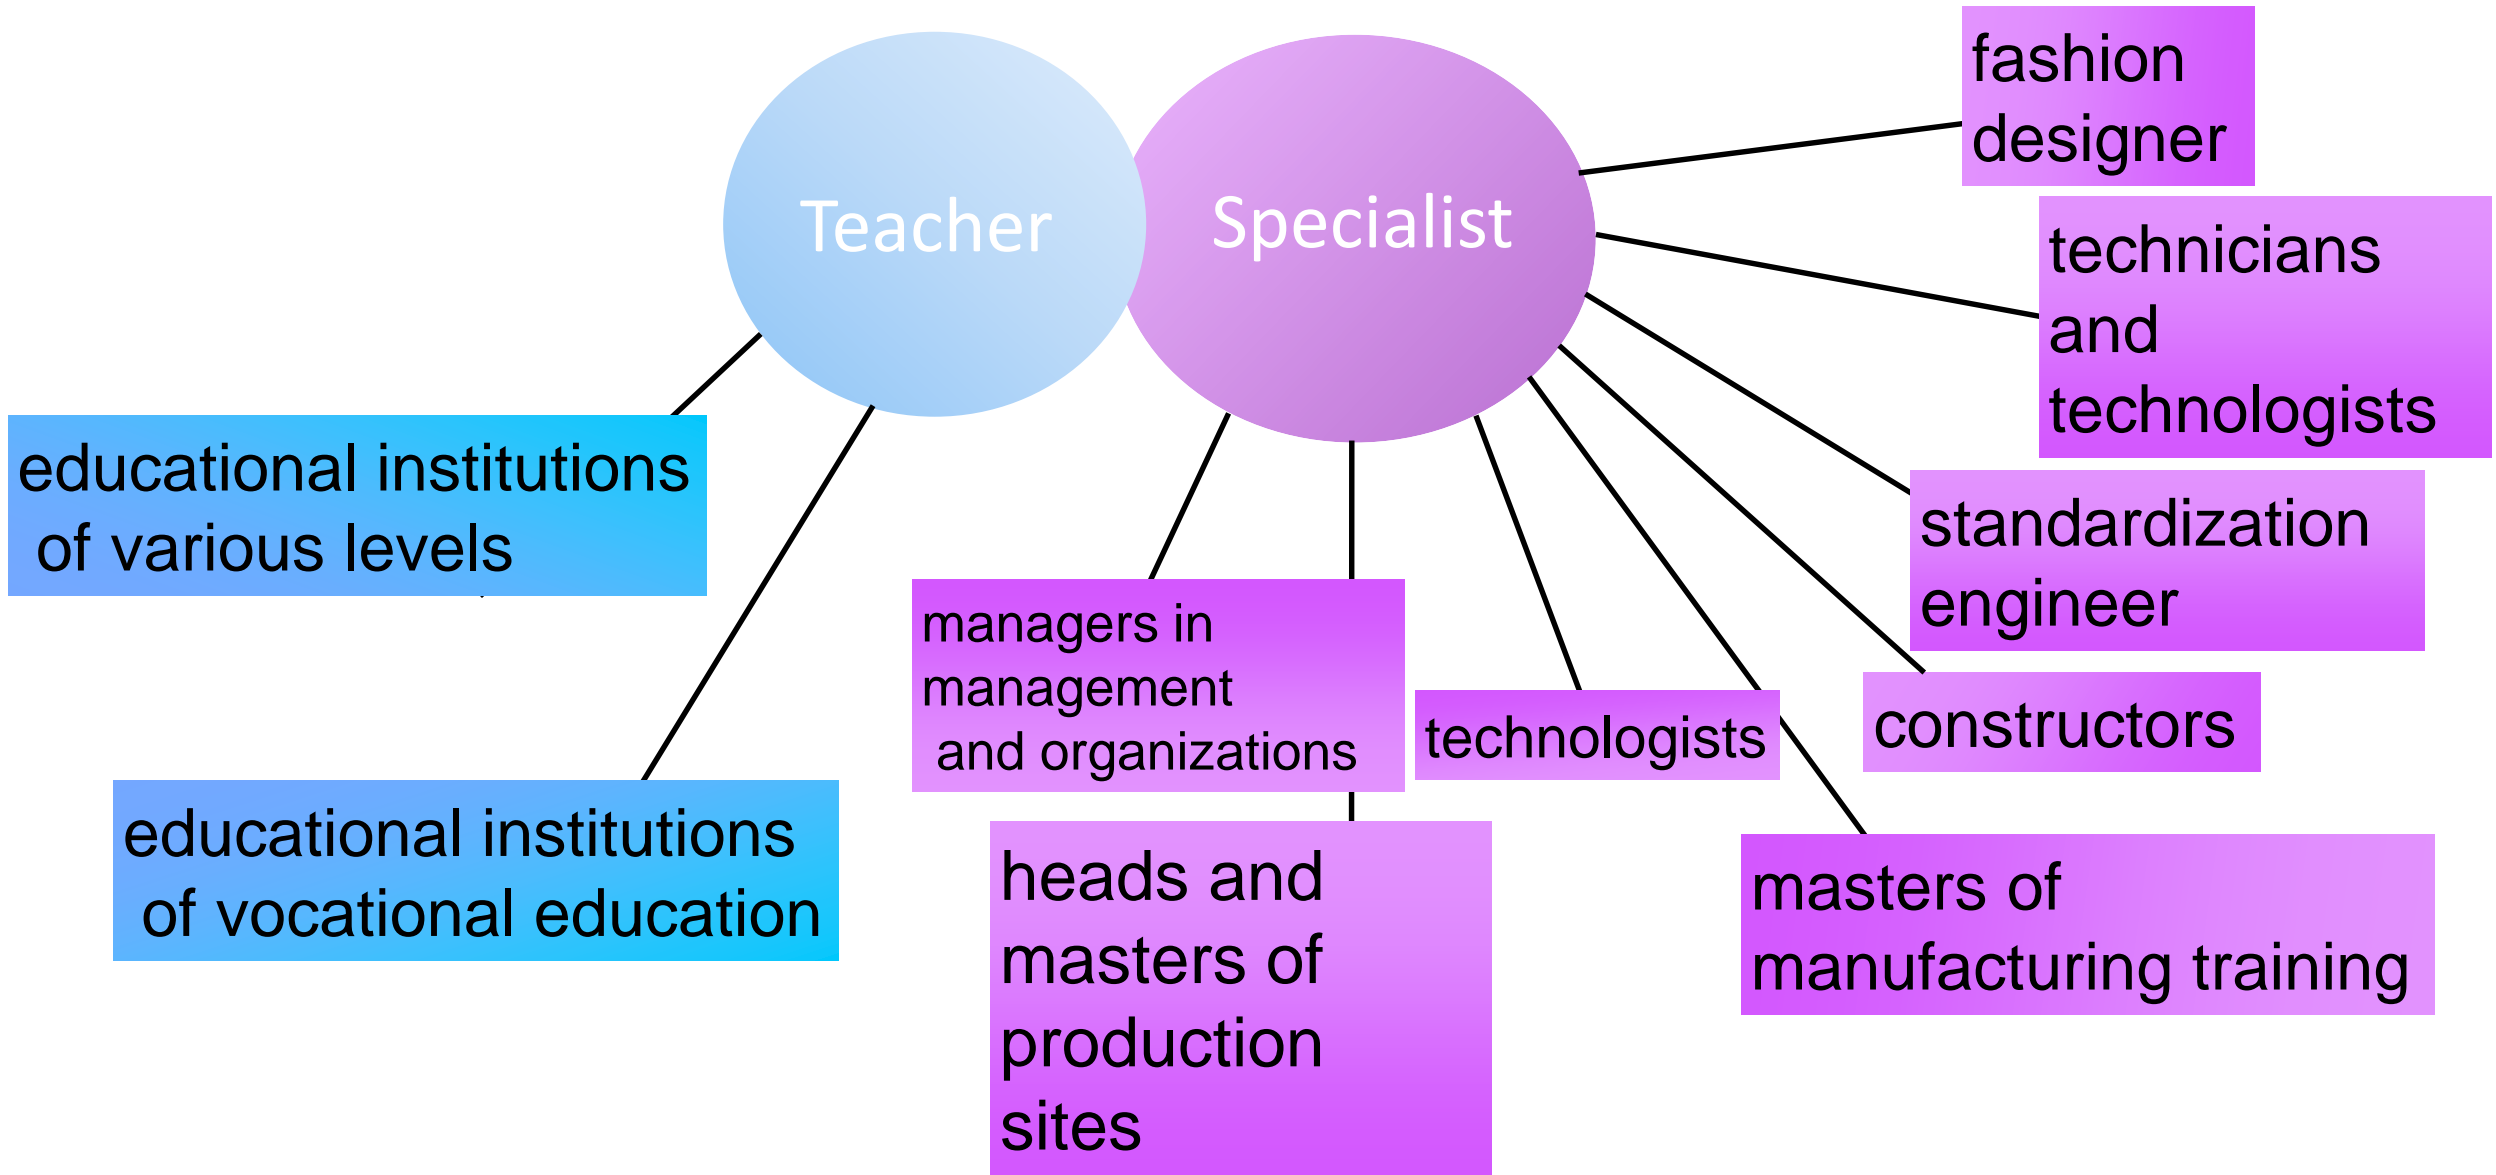 Teacher
Specialist
fashion
designer
technicians
and
technologists
educational institutions
of various levels
standardization
engineer
managers in
management
and organizations
technologists
constructors
educational institutions
of vocational education
heads and
masters of
production
sites
masters of
manufacturing training